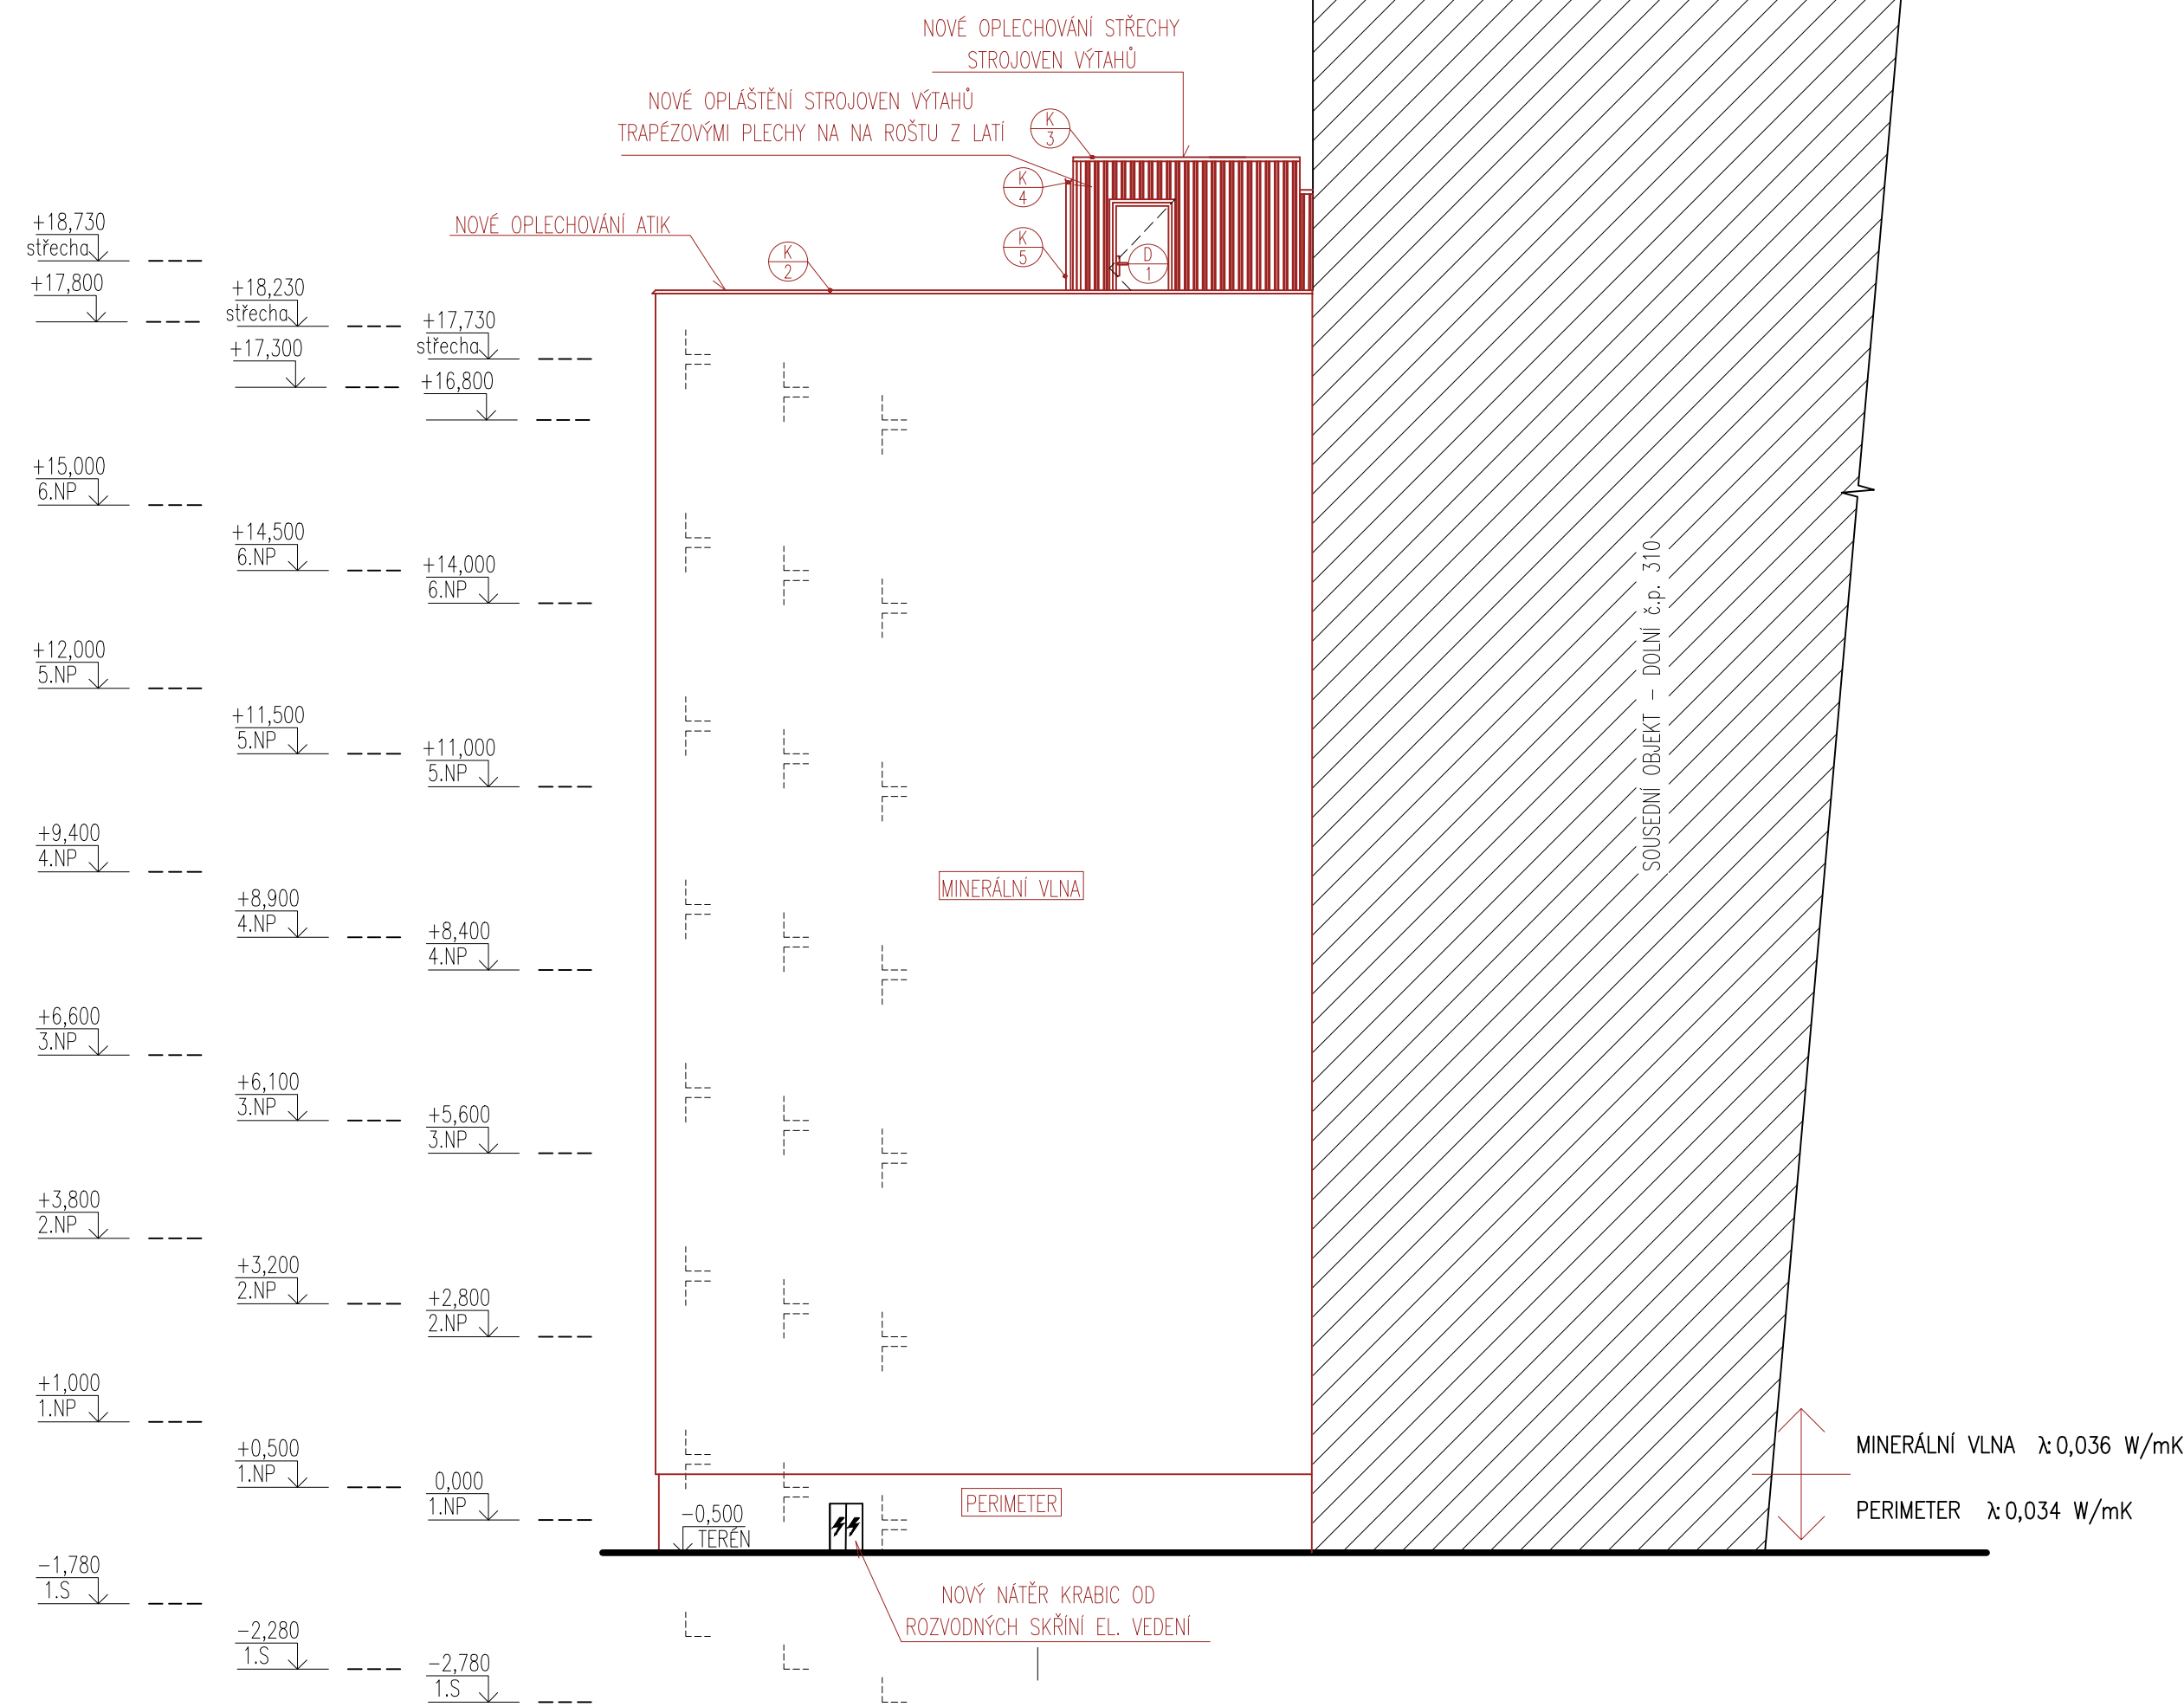 NOVÉ OPLECHOVÁNÍ STŘECHY
STROJOVEN VÝTAHŮ
NOVÉ OPLÁŠTĚNÍ STROJOVEN VÝTAHŮ
TRAPÉZOVÝMI PLECHY NA NA ROŠTU Z LATÍ
K
3
K
4
NOVÉ OPLECHOVÁNÍ ATIK
K
2
K
5
D
1
+18,730
střecha
+17,800
+18,230
střecha
+17,300
+17,730
střecha
+16,800
+15,000
6.NP
+14,500
6.NP
+14,000
6.NP
+12,000
5.NP
+11,500
5.NP
+11,000
5.NP
+9,400
4.NP
+8,900
4.NP
+8,400
4.NP
+6,600
3.NP
+6,100
3.NP
+5,600
3.NP
+3,800
2.NP
+3,200
2.NP
+2,800
2.NP
+1,000
1.NP
+0,500
1.NP
0,000
1.NP
-1,780
1.S
-2,280
1.S
-2,780
1.S
MINERÁLNÍ VLNA
SOUSEDNÍ OBJEKT - DOLNÍ č.p. 310
PERIMETER
-0,500
TERÉN
NOVÝ NÁTĚR KRABIC OD
ROZVODNÝCH SKŘÍNÍ EL. VEDENÍ
MINERÁLNÍ VLNA λ: 0,036 W/mK
PERIMETER λ: 0,034 W/mK